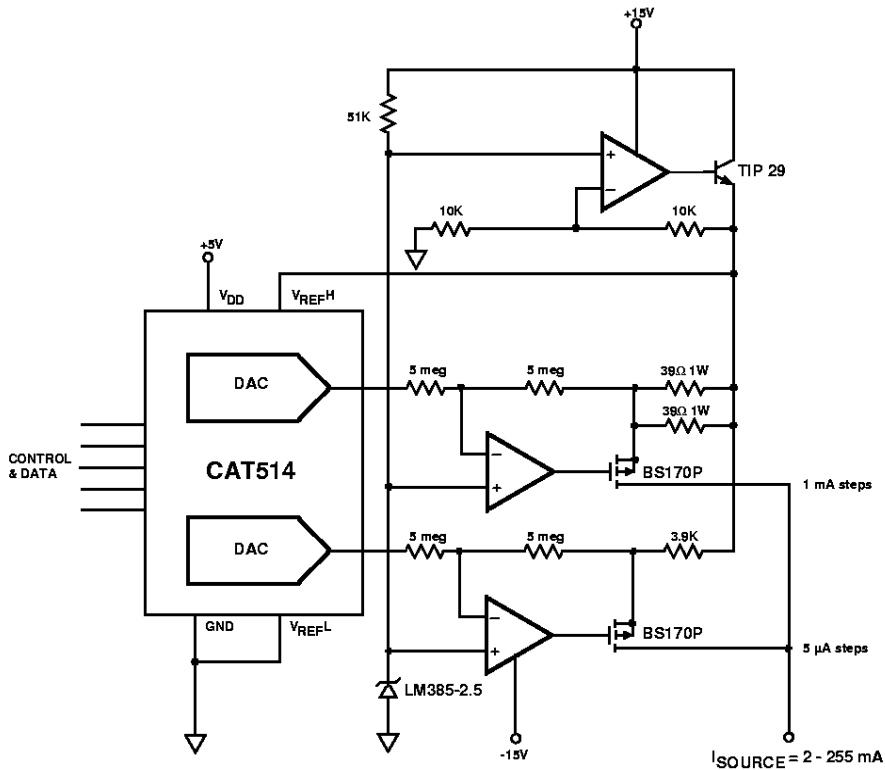 +15V
51K
+
−
TIP 29
10K
10K
+5V
VDD
VREFH
DAC
5 meg
5 meg
39Ω 1W
39Ω 1W
−
+
BS170P
CONTROL
& DATA
CAT514
1 mA steps
DAC
5 meg
5 meg
3.9K
GND
VREFL
−
+
BS170P
5 µA steps
LM385-2.5
-15V
ISOURCE = 2 - 255 mA